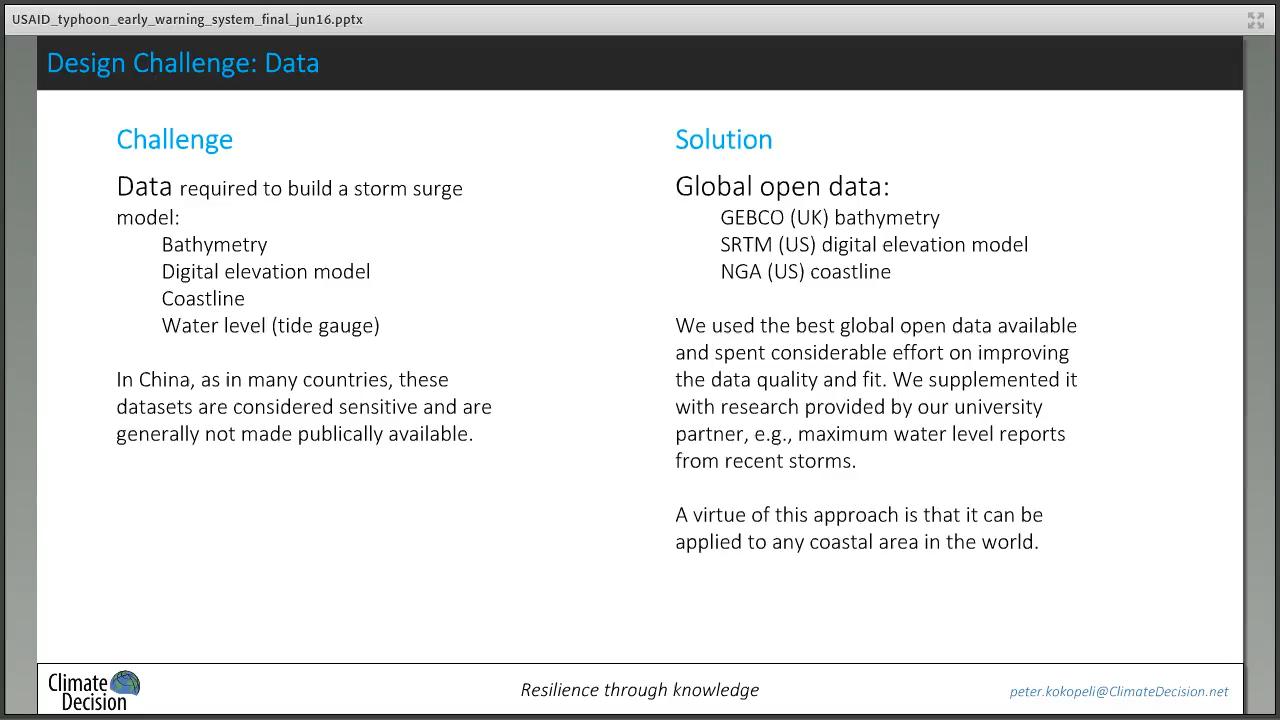 USAID_typhoon_early_warning_system_final_jun16.pptx
Design Challenge: Data
Challenge
Data required to build a storm surge
model:
Bathymetry
Digital elevation model
Coastline
Water level (tide gauge)
In China, as in many countries, these
datasets are considered sensitive and are
generally not made publically available.
Solution
Global open data:
GEBCO (UK) bathymetry
SRTM (US) digital elevation model
NGA (US) coastline
We used the best global open data available
and spent considerable effort on improving
the data quality and fit. We supplemented it
with research provided by our university
partner, e.g., maximum water level reports
from recent storms.
A virtue of this approach is that it can be
applied to any coastal area in the world.
Climate
Decision
Resilience through knowledge
peter.kokopeli@ClimateDecision.net